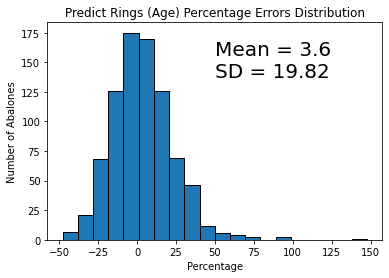 Predict Rings (Age) Percentage Errors Distribution
Mean = 3.6
SD = 19.82
Number of Abalones
175
150
125
100
75
50
25
0
-50 -25 0 25 50 75 100 125 150
Percentage